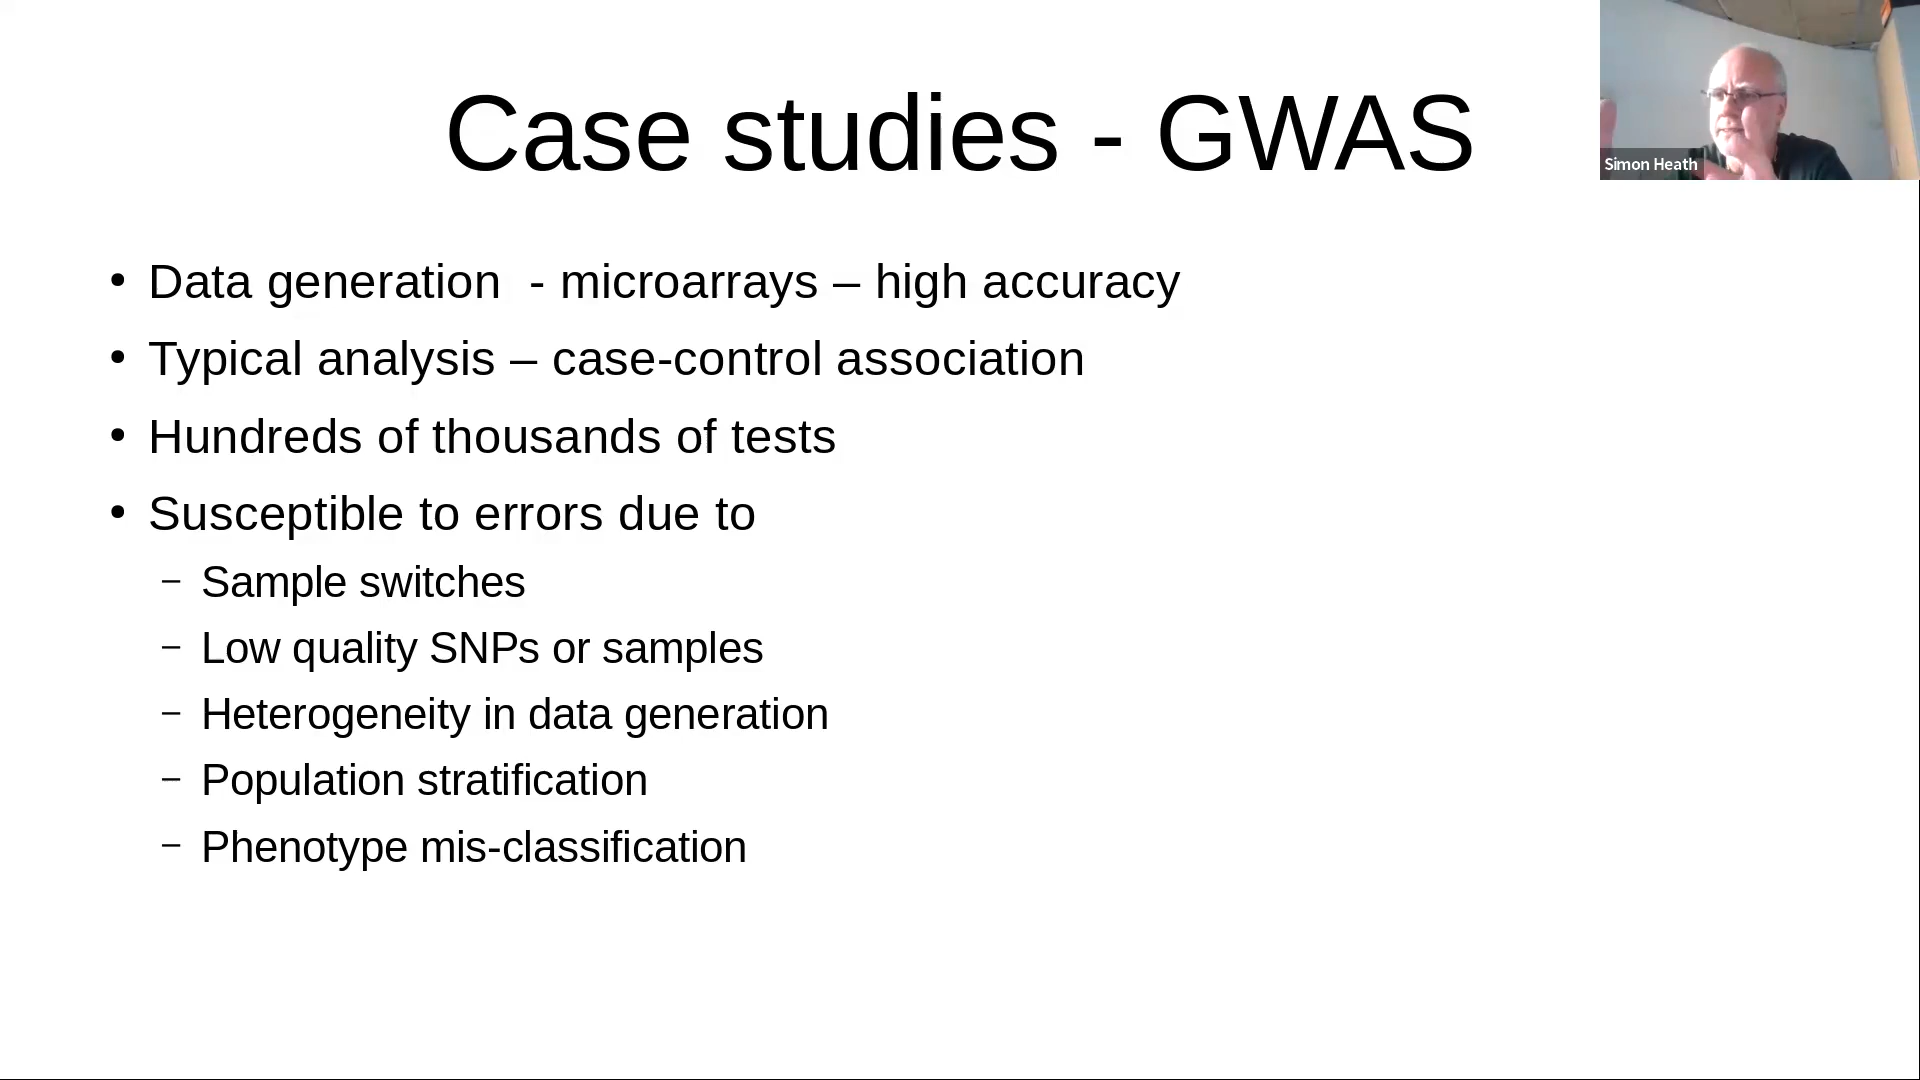 Case studies - GWAS
Simon Heath
• Data generation  - microarrays – high accuracy
• Typical analysis – case-control association
• Hundreds of thousands of tests
• Susceptible to errors due to
– Sample switches
– Low quality SNPs or samples
– Heterogeneity in data generation
– Population stratification
– Phenotype mis-classification